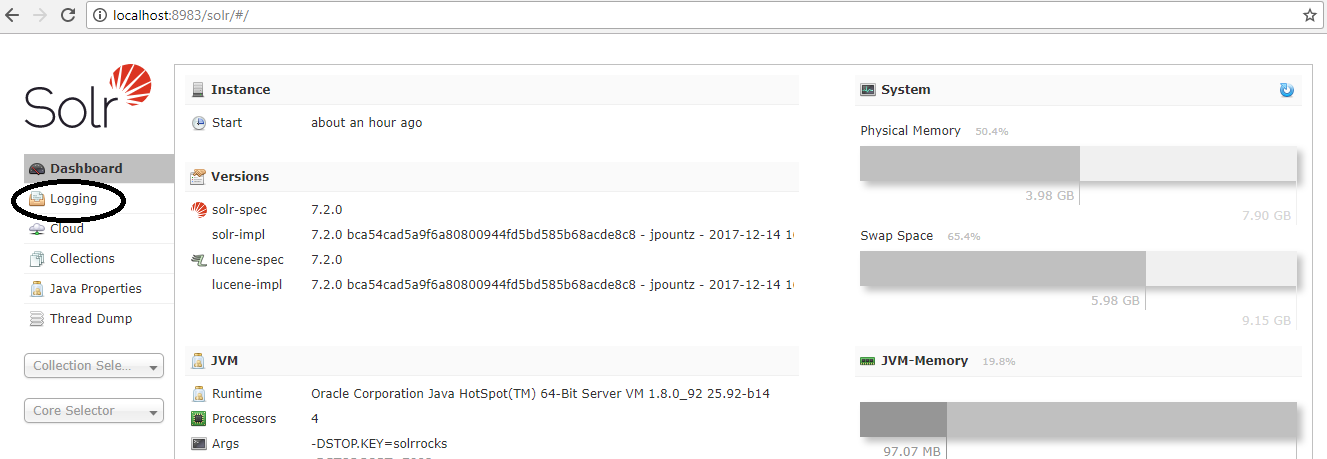 localhost:8983/solr/#/
Solr
Dashboard
Logging
Cloud
Collections
Java Properties
Thread Dump
Collection Sele...
Core Selector
Instance
Start about an hour ago
Versions
solr-spec 7.2.0
solr-impl 7.2.0 bca54cad5a9f6a80800944fd5bd585b68acde8c8 - jpountz - 2017-12-14 1
lucene-spec 7.2.0
lucene-impl 7.2.0 bca54cad5a9f6a80800944fd5bd585b68acde8c8 - jpountz - 2017-12-14 1
JVM
Runtime Oracle Corporation Java HotSpot(TM) 64-Bit Server VM 1.8.0_92 25.92-b14
Processors 4
Args -DSTOP.KEY=solrrocks
System
Physical Memory 50.4%
3.98 GB
7.90 GB
Swap Space 65.4%
5.98 GB
9.15 GB
JVM-Memory 19.8%
97.07 MB